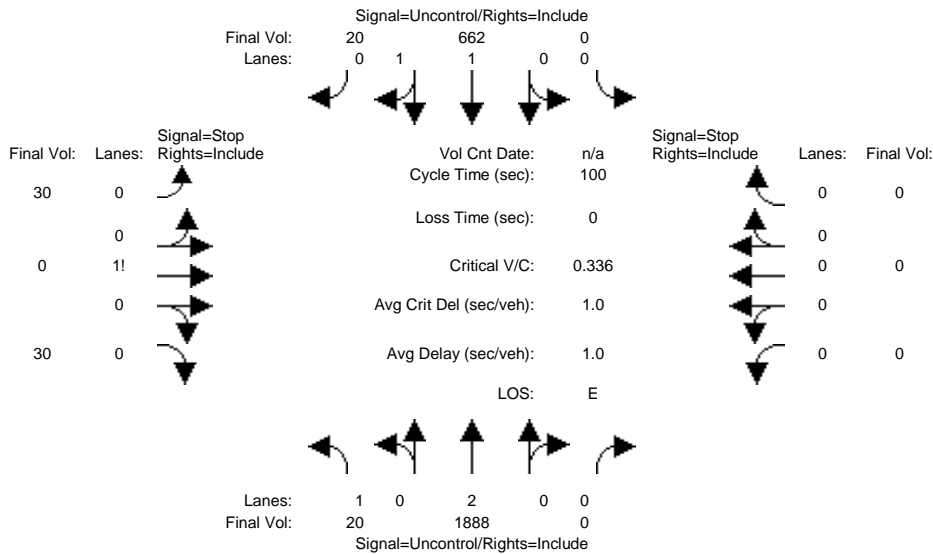 Signal=Uncontrol/Rights=Include
Final Vol: 20 662 0
Lanes: 0 1 1 0 0
Signal=Stop Signal=Stop
Final Vol: Lanes: Rights=Include Vol Cnt Date: n/a Rights=Include Lanes: Final Vol:
Cycle Time (sec): 100
30 0 0 0
Loss Time (sec): 0
0 0
0 1! Critical V/C: 0.336 0 0
0 Avg Crit Del (sec/veh): 1.0 0
30 0 Avg Delay (sec/veh): 1.0 0 0
LOS: E
Lanes: 1 0 2 0 0
Final Vol: 20 1888 0
Signal=Uncontrol/Rights=Include